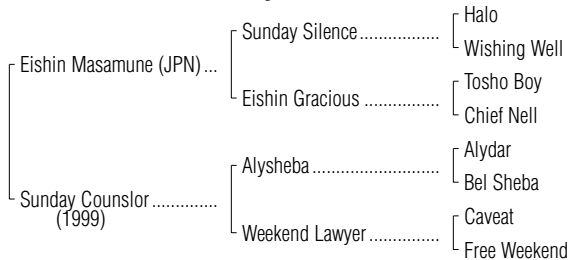 Halo
Sunday Silence..................
Wishing Well
Eishin Masamune (JPN)...
Tosho Boy
Eishin Gracious ................
Chief Nell
Alydar
Alysheba...........................
Bel Sheba
Sunday Counslor ..............
(1999)
Caveat
Weekend Lawyer ...............
Free Weekend